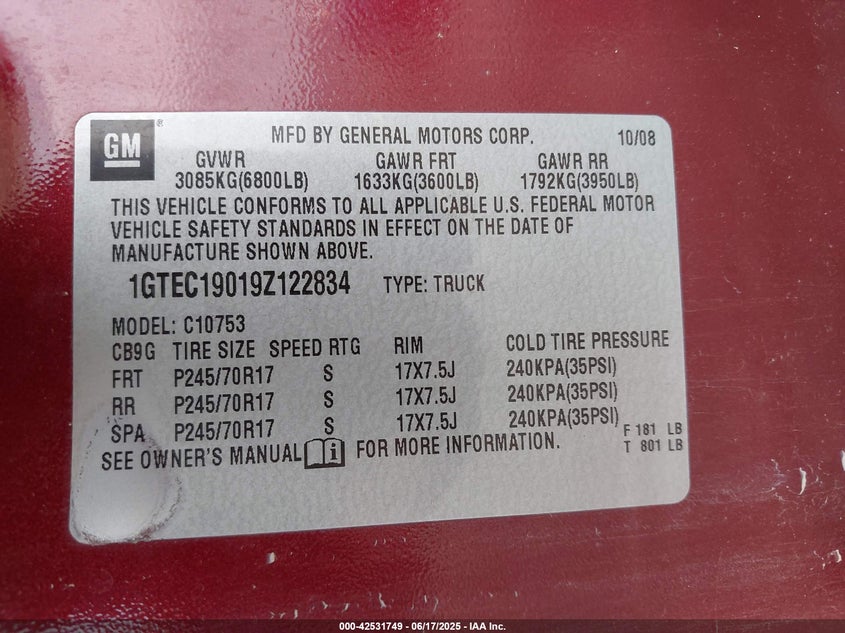 GM ® MFD BY GENERAL MOTORS CORP. 10/08
GVWR GAWR FRT GAWR RR
3085KG(6800LB) 1633KG(3600LB) 1792KG(3950LB)
THIS VEHICLE CONFORMS TO ALL APPLICABLE U.S. FEDERAL MOTOR
VEHICLE SAFETY STANDARDS IN EFFECT ON THE DATE OF
MANUFACTURE SHOWN ABOVE.
1GTEC19019Z122834 TYPE: TRUCK
MODEL: C10753
CB9G TIRE SIZE SPEED RTG RIM COLD TIRE PRESSURE
FRT P245/70R17 S 17X7.5J 240KPA(35PSI)
RR P245/70R17 S 17X7.5J 240KPA(35PSI)
SPA P245/70R17 S 17X7.5J 240KPA(35PSI)
F 181 LB
T 801 LB
SEE OWNER'S MANUAL i FOR MORE INFORMATION.
000-42531749 - 06/17/2025 - IAA Inc.